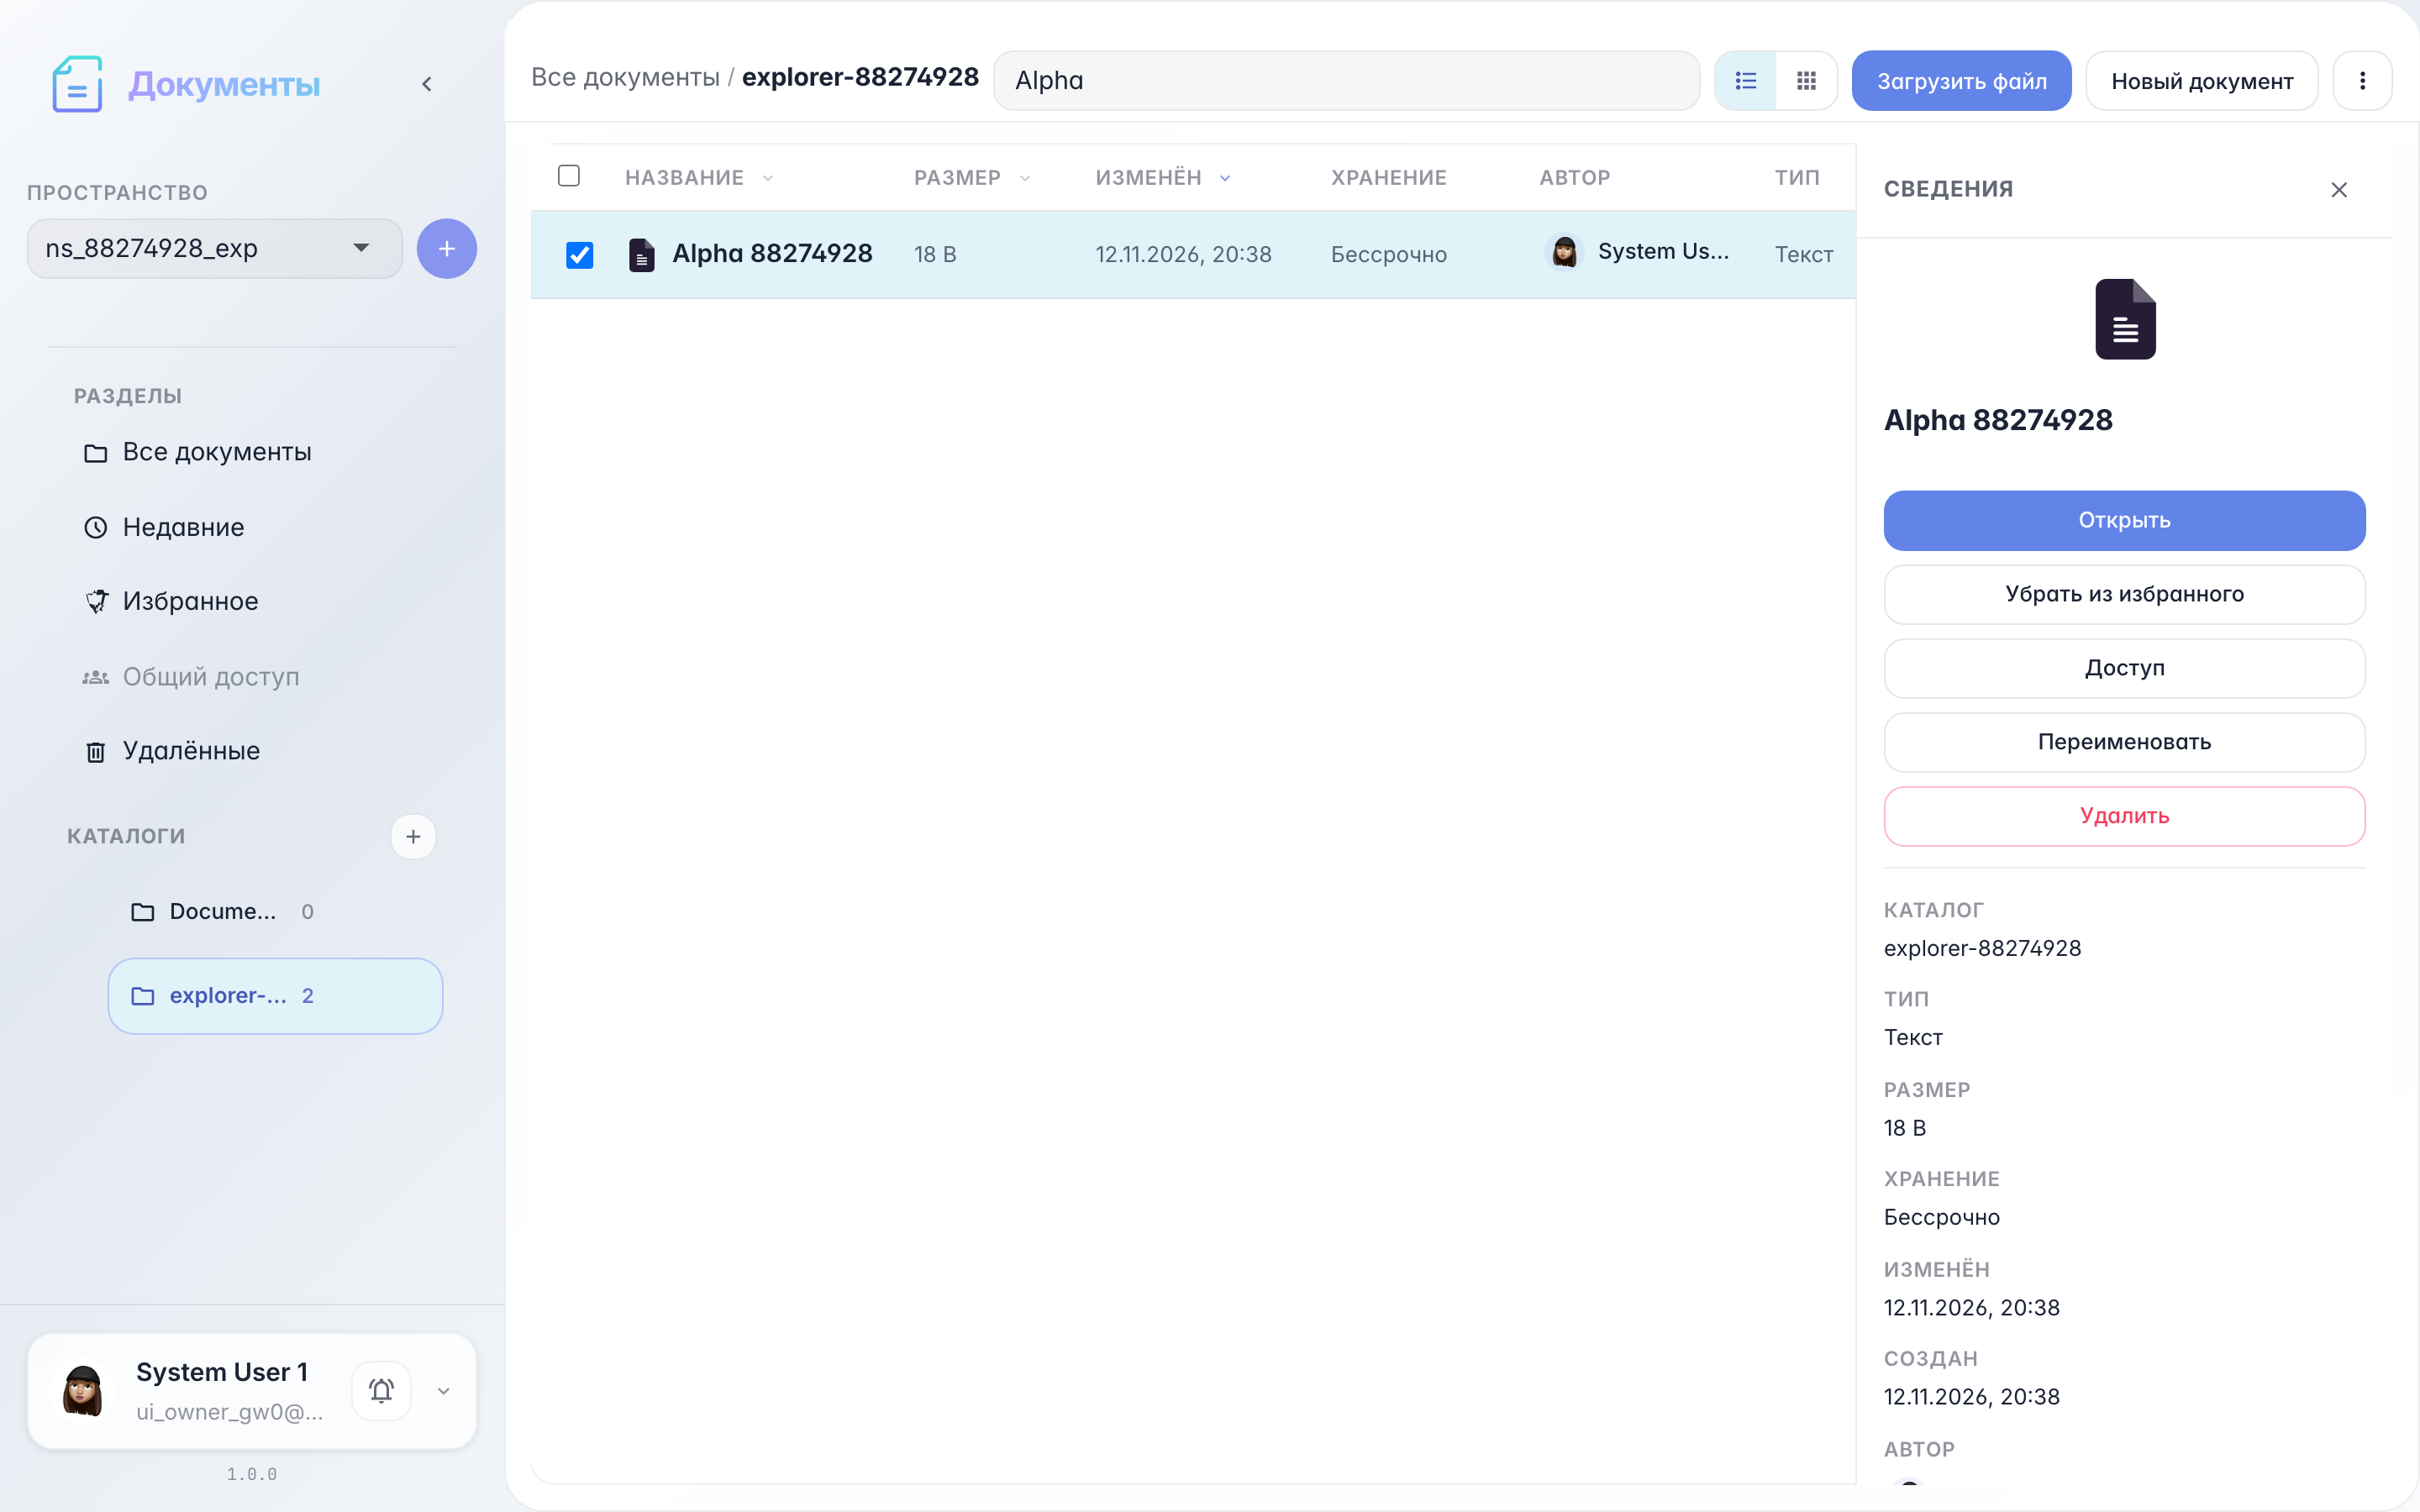 Документы
ПРОСТРАНСТВО
ns_88274928_exp
РАЗДЕЛЫ
Все документы
Недавние
Избранное
Общий доступ
Удалённые
КАТАЛОГИ
Docume... 0
explorer-... 2
System User 1
ui_owner_gw0@...
1.0.0
Все документы / explorer-88274928
Alpha
Загрузить файл
Новый документ
НАЗВАНИЕ РАЗМЕР ИЗМЕНЁН ХРАНЕНИЕ АВТОР ТИП
Alpha 88274928 18 B 12.11.2026, 20:38 Бессрочно System Us... Текст
СВЕДЕНИЯ
Alpha 88274928
Открыть
Убрать из избранного
Доступ
Переименовать
Удалить
КАТАЛОГ
explorer-88274928
ТИП
Текст
РАЗМЕР
18 B
ХРАНЕНИЕ
Бессрочно
ИЗМЕНЁН
12.11.2026, 20:38
СОЗДАН
12.11.2026, 20:38
АВТОР